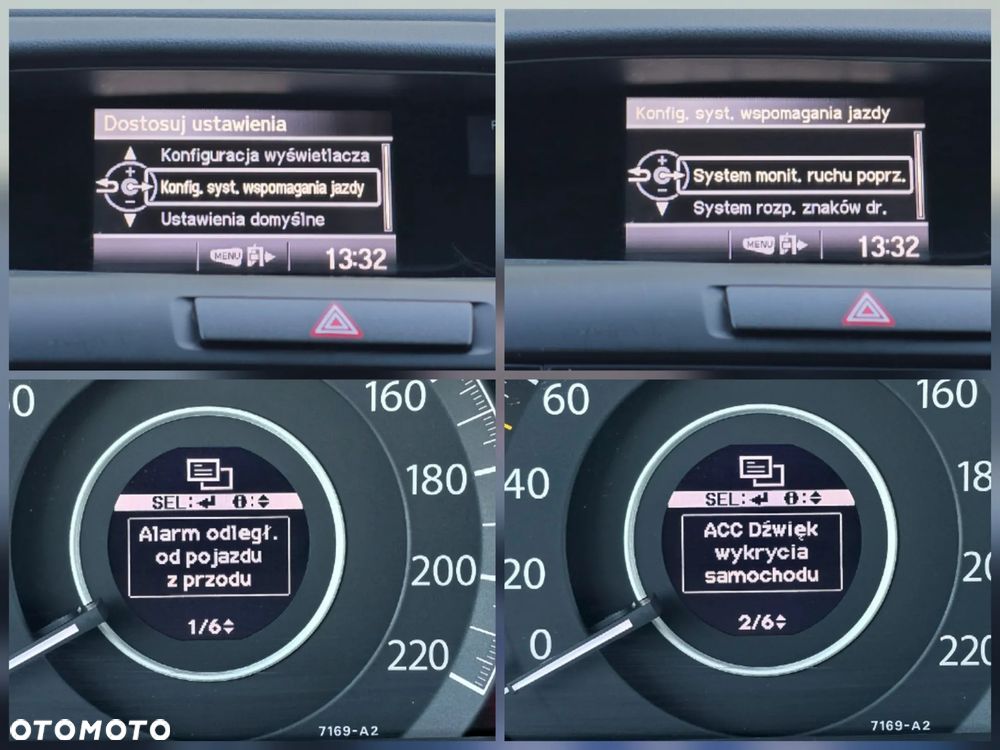 Dostosuj ustawienia
Konfiguracja wyświetlacza
Konfig. syst. wspomagania jazdy
Ustawienia domyślne
MENU
13:32
Konfig. syst. wspomagania jazdy
System monit. ruchu poprz.
System rozp. znaków dr.
MENU
13:32
160
180
200
220
SEL:
i:
Alarm odległ.
od pojazdu
z przodu
1/6
7169-A2
OTOMOTO
60
40
20
0
160
220
SEL:
i:
ACC Dźwięk
wykrycia
samochodu
2/6
7169-A2